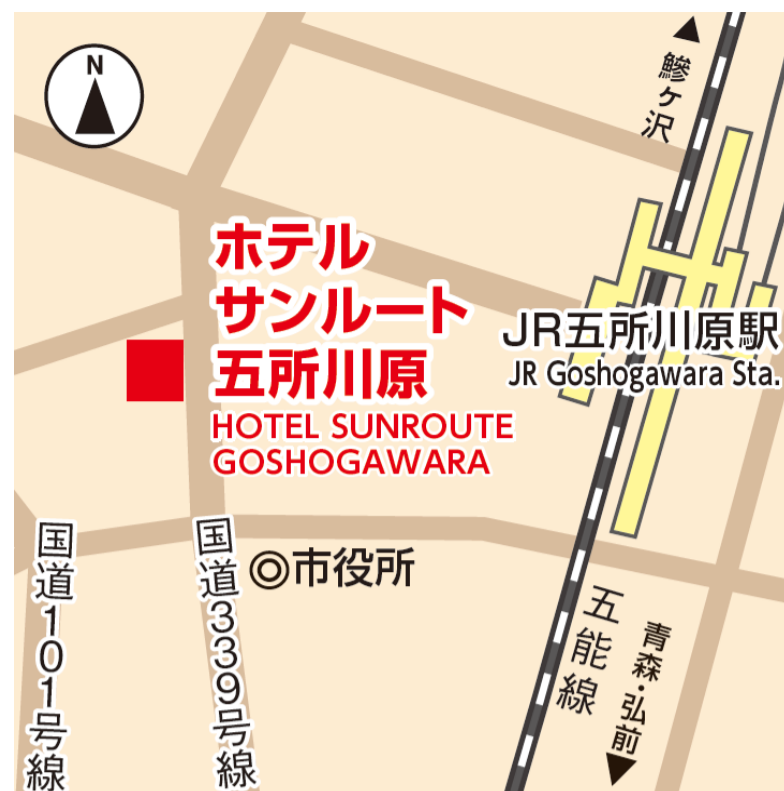 N
鰺ヶ沢
ホテル
サンルート
五所川原
HOTEL SUNROUTE
GOSHOGAWARA
JR五所川原駅
JR Goshogawara Sta.
国道101号線
国道339号線
◎市役所
五能線
青森・弘前